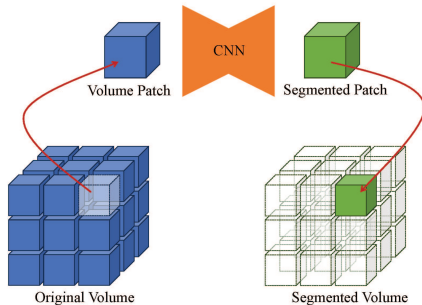 CNN
Volume Patch
Segmented Patch
Original Volume
Segmented Volume